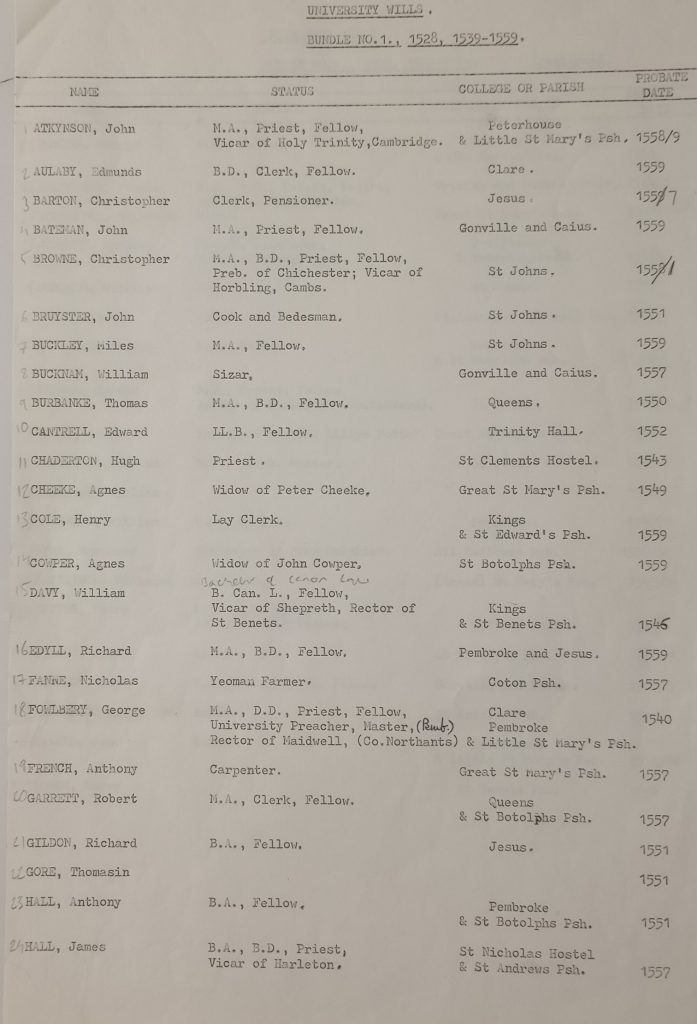 UNIVERSITY WILLS.
BUNDLE NO.1., 1528, 1539-1559.
NAME STATUS COLLEGE OR PARISH PROBATE DATE
1 ATKYNSON, John M.A., Priest, Fellow, Peterhouse
Vicar of Holy Trinity,Cambridge. & Little St Mary's Psh. 1558/9
2 AULABY, Edmunds B.D., Clerk, Fellow. Clare. 1559
3 BARTON, Christopher Clerk, Pensioner. Jesus. 1557
4 BATEMAN, John M.A., Priest, Fellow. Gonville and Caius. 1559
5 BROWNE, Christopher M.A., B.D., Priest, Fellow,
Preb. of Chichester; Vicar of St Johns. 1551
Horbling, Cambs.
6 BRUYSTER, John Cook and Bedesman. St Johns. 1551
7 BUCKLEY, Miles M.A., Fellow. St Johns. 1559
8 BUCKNAM, William Sizar. Gonville and Caius. 1557
9 BURBANKE, Thomas M.A., B.D., Fellow. Queens. 1550
10 CANTRELL, Edward LL.B., Fellow. Trinity Hall. 1552
11 CHADERTON, Hugh Priest. St Clements Hostel. 1543
12 CHEEKE, Agnes Widow of Peter Cheeke. Great St Mary's Psh. 1549
13 COLE, Henry Lay Clerk. Kings
& St Edward's Psh. 1559
14 COWPER, Agnes Widow of John Cowper. St Botolphs Psh. 1559
Bachelor of Canon Law
15 DAVY, William B. Can. L., Fellow,
Vicar of Shepreth, Rector of Kings
St Benets. & St Benets Psh. 1546
16 EDYLL, Richard M.A., B.D., Fellow. Pembroke and Jesus. 1559
17 FANNE, Nicholas Yeoman Farmer. Coton Psh. 1557
18 FOWLBERY, George M.A., D.D., Priest, Fellow, Clare
University Preacher, Master, (Pemb.) Pembroke 1540
Rector of Maidwell, (Co.Northants) & Little St Mary's Psh.
19 FRENCH, Anthony Carpenter. Great St Mary's Psh. 1557
20 GARRETT, Robert M.A., Clerk, Fellow. Queens
& St Botolphs Psh. 1557
21 GILDON, Richard B.A., Fellow. Jesus. 1551
22 GORE, Thomasin 1551
23 HALL, Anthony B.A., Fellow. Pembroke
& St Botolphs Psh. 1551
24 HALL, James B.A., B.D., Priest, St Nicholas Hostel
Vicar of Harleton. & St Andrews Psh. 1557